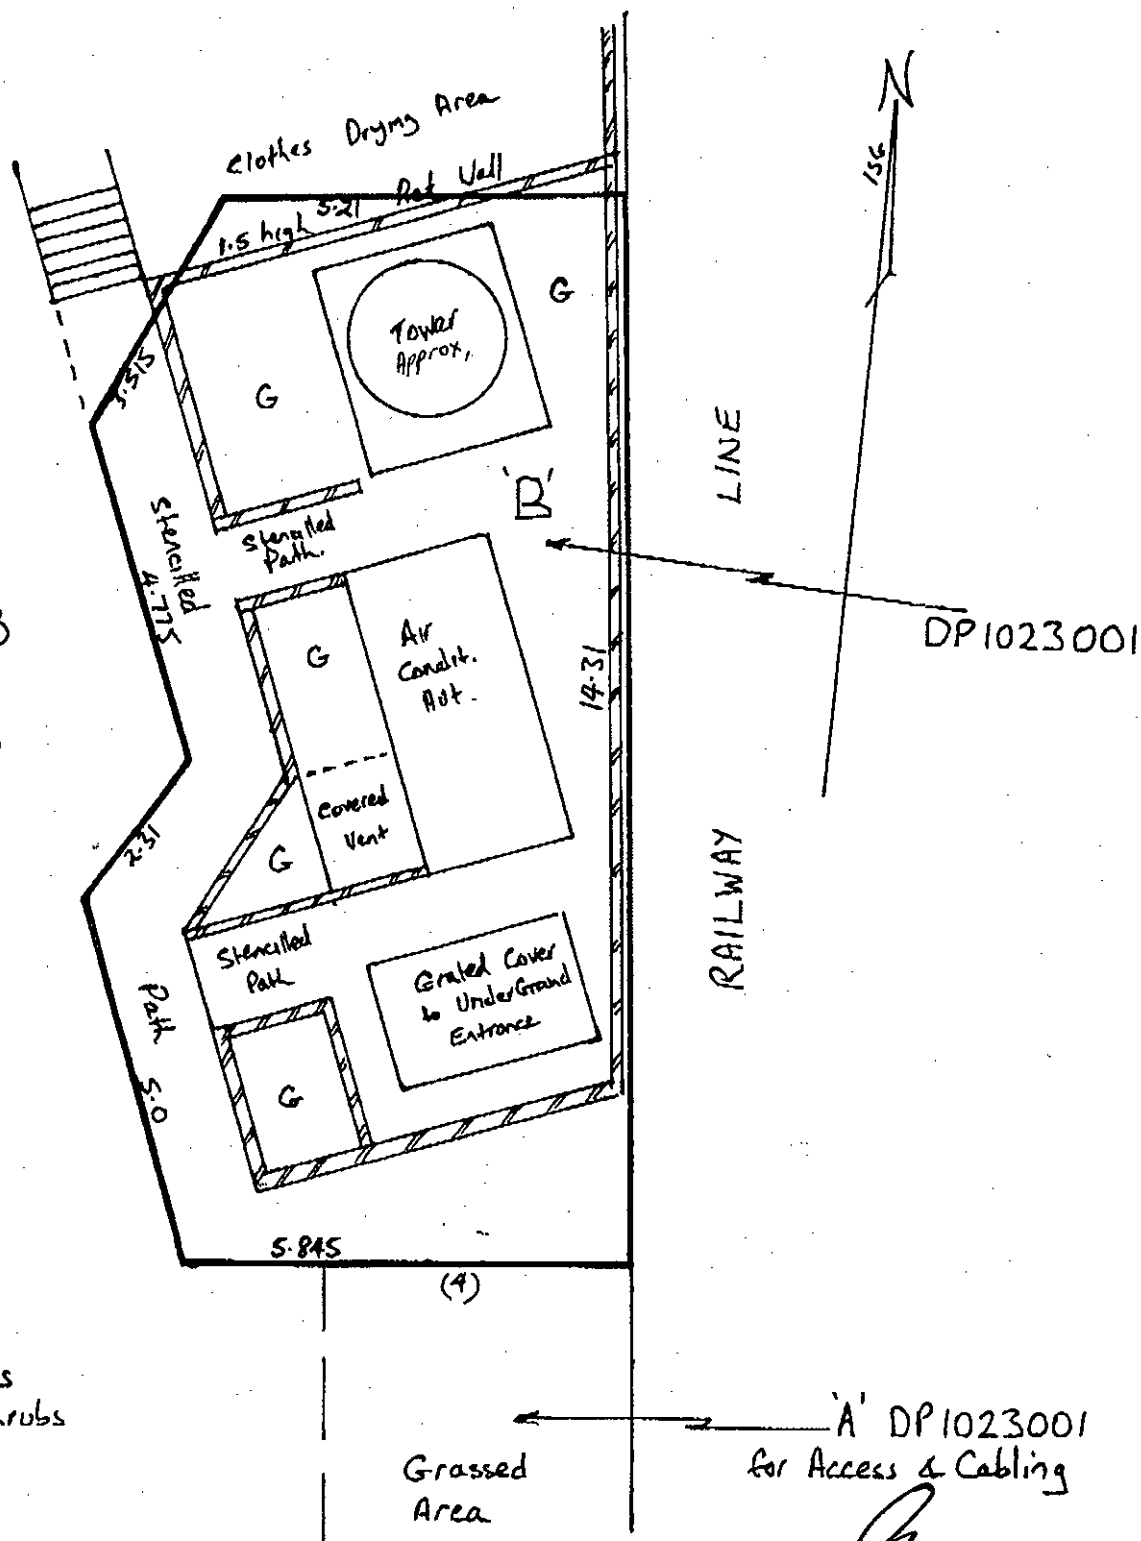 N
156
Clothes Drying Area
5.21
Ret Wall
1.5 high
Tower
Approx.
G
G
3.515
LINE
'B'
Stencilled
4.775
Stencilled
Path.
DP1023001
G
Air
Condit.
14.31
Covered
Vent
G
2.31
RAILWAY
Stencilled
Path
Grated Cover
to UnderGrand
Entrance
Path
5.0
G
5.845
(4)
'A' DP1023001
for Access & Cabling
Grassed
Area